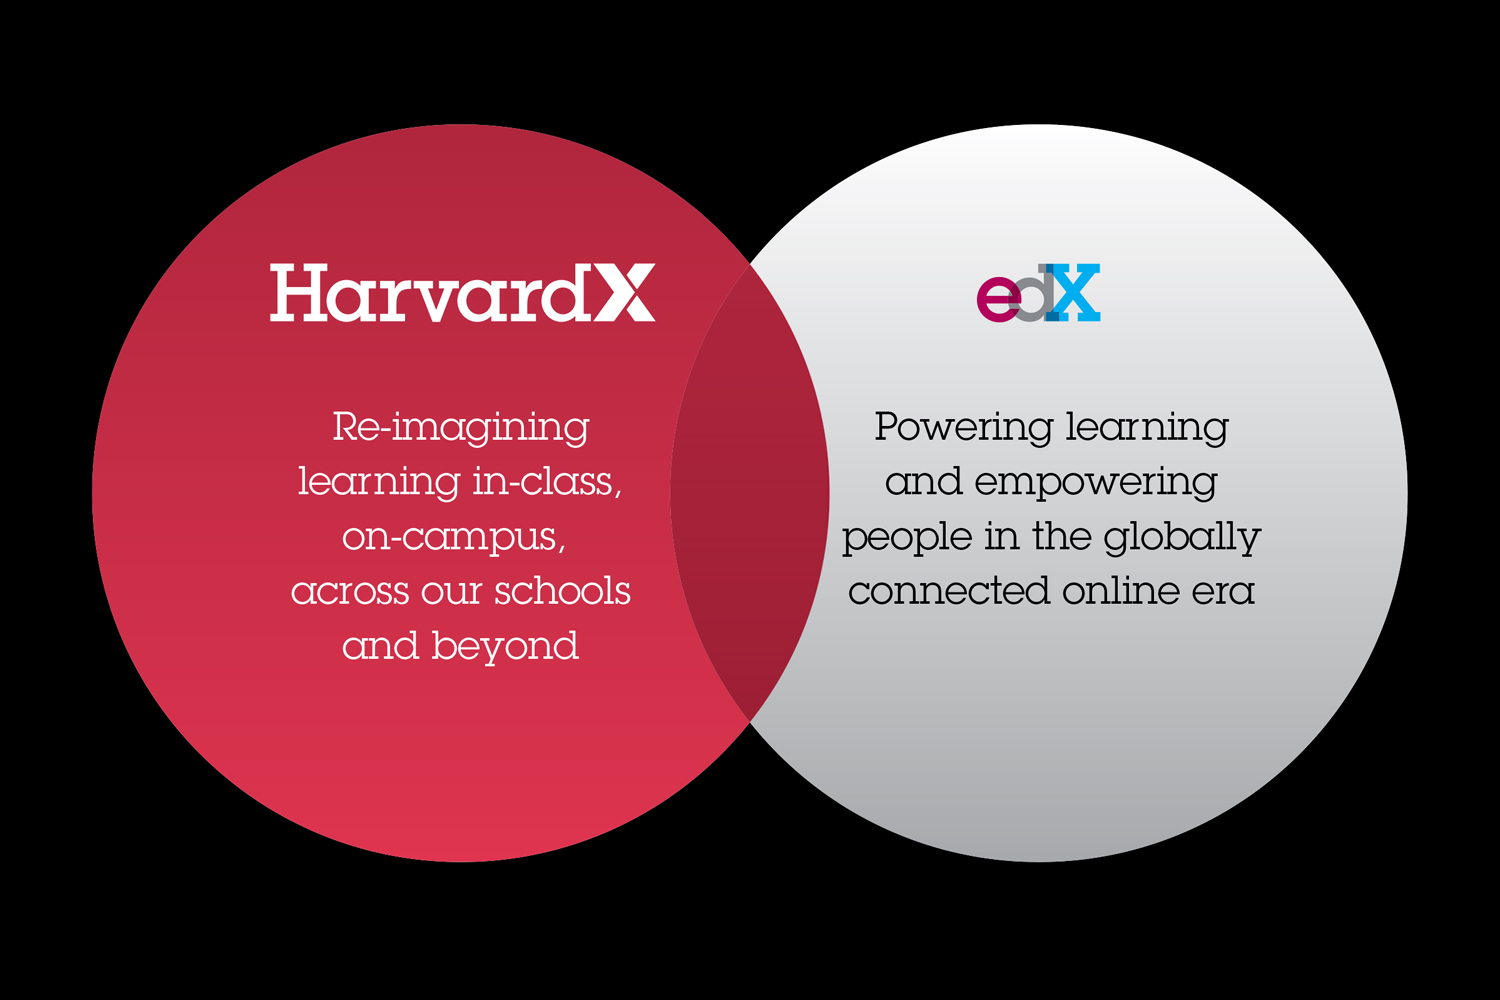 HarvardX
Re-imagining
learning in-class,
on-campus,
across our schools
and beyond
edX
Powering learning
and empowering
people in the globally
connected online era